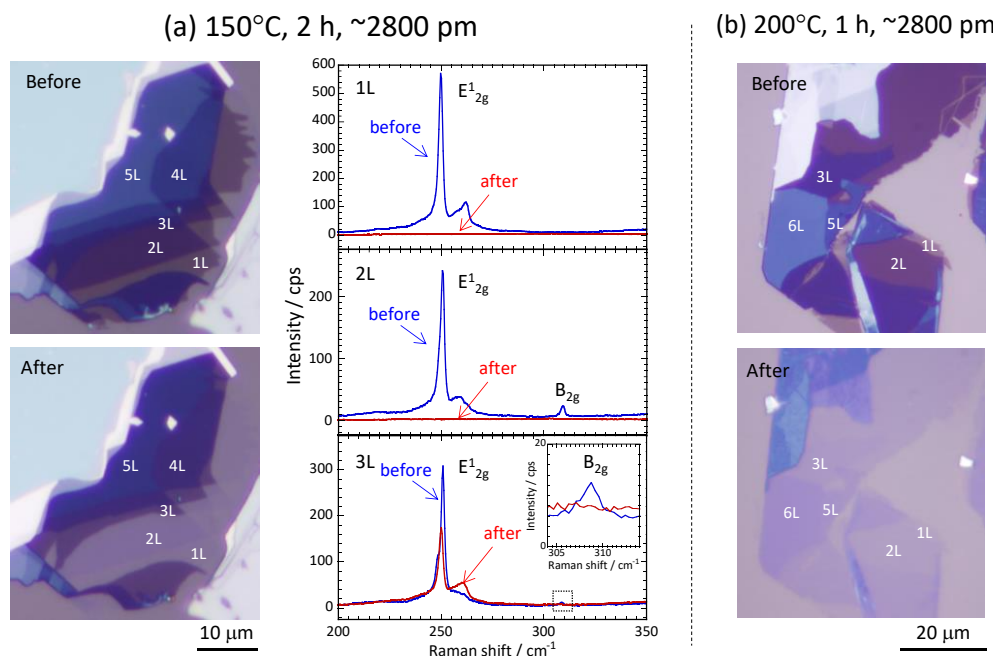 (a) 150°C, 2 h, ~2800 pm
(b) 200°C, 1 h, ~2800 pm
Before
5L
4L
3L
2L
1L
After
5L
4L
3L
2L
1L
10 μm
Intensity / cps
600
500
400
300
200
100
0
1L
E¹₂g
before
after
200
100
0
2L
E¹₂g
before
after
B₂g
300
200
100
0
3L
before
E¹₂g
after
20
0
Intensity / cps
B₂g
305
310
Raman shift / cm⁻¹
200
250
300
350
Raman shift / cm⁻¹
Before
3L
6L
5L
1L
2L
After
3L
6L
5L
1L
2L
20 μm